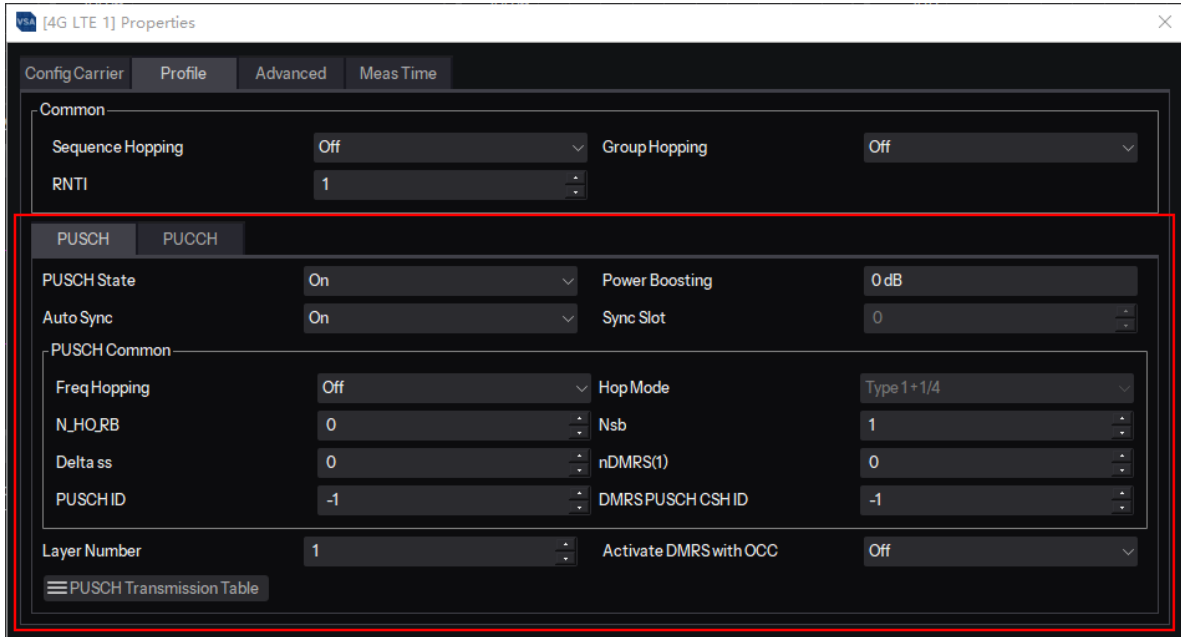 VSA [4G LTE 1] Properties
Config Carrier Profile Advanced Meas Time
Common
Sequence Hopping Off Group Hopping Off
RNTI 1
PUSCH PUCCH
PUSCH State On Power Boosting 0 dB
Auto Sync On Sync Slot 0
PUSCH Common
Freq Hopping Off Hop Mode Type 1+1/4
N_HO_RB 0 Nsb 1
Delta ss 0 nDMRS(1) 0
PUSCH ID -1 DMRS PUSCH CSH ID -1
Layer Number 1 Activate DMRS with OCC Off
PUSCH Transmission Table